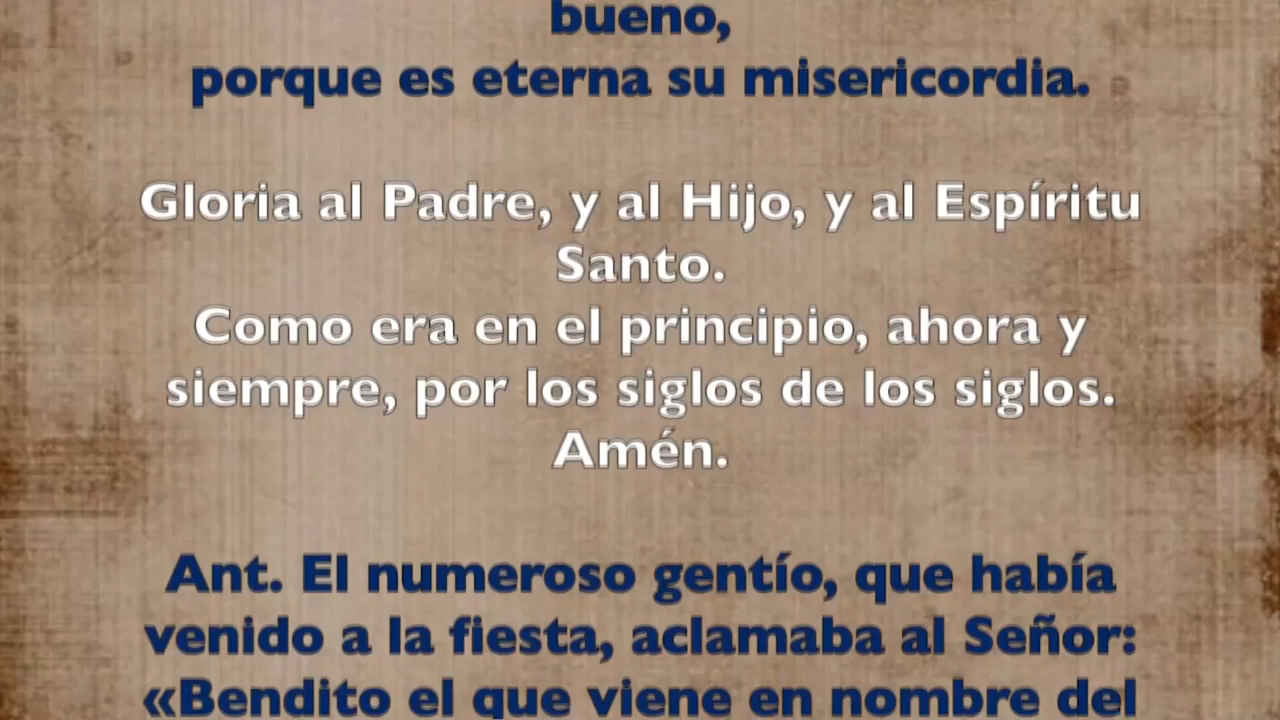 bueno,
porque es eterna su misericordia.
Gloria al Padre, y al Hijo, y al Espíritu
Santo.
Como era en el principio, ahora y
siempre, por los siglos de los siglos.
Amén.
Ant. El numeroso gentío, que había
venido a la fiesta, aclamaba al Señor:
«Bendito el que viene en nombre del